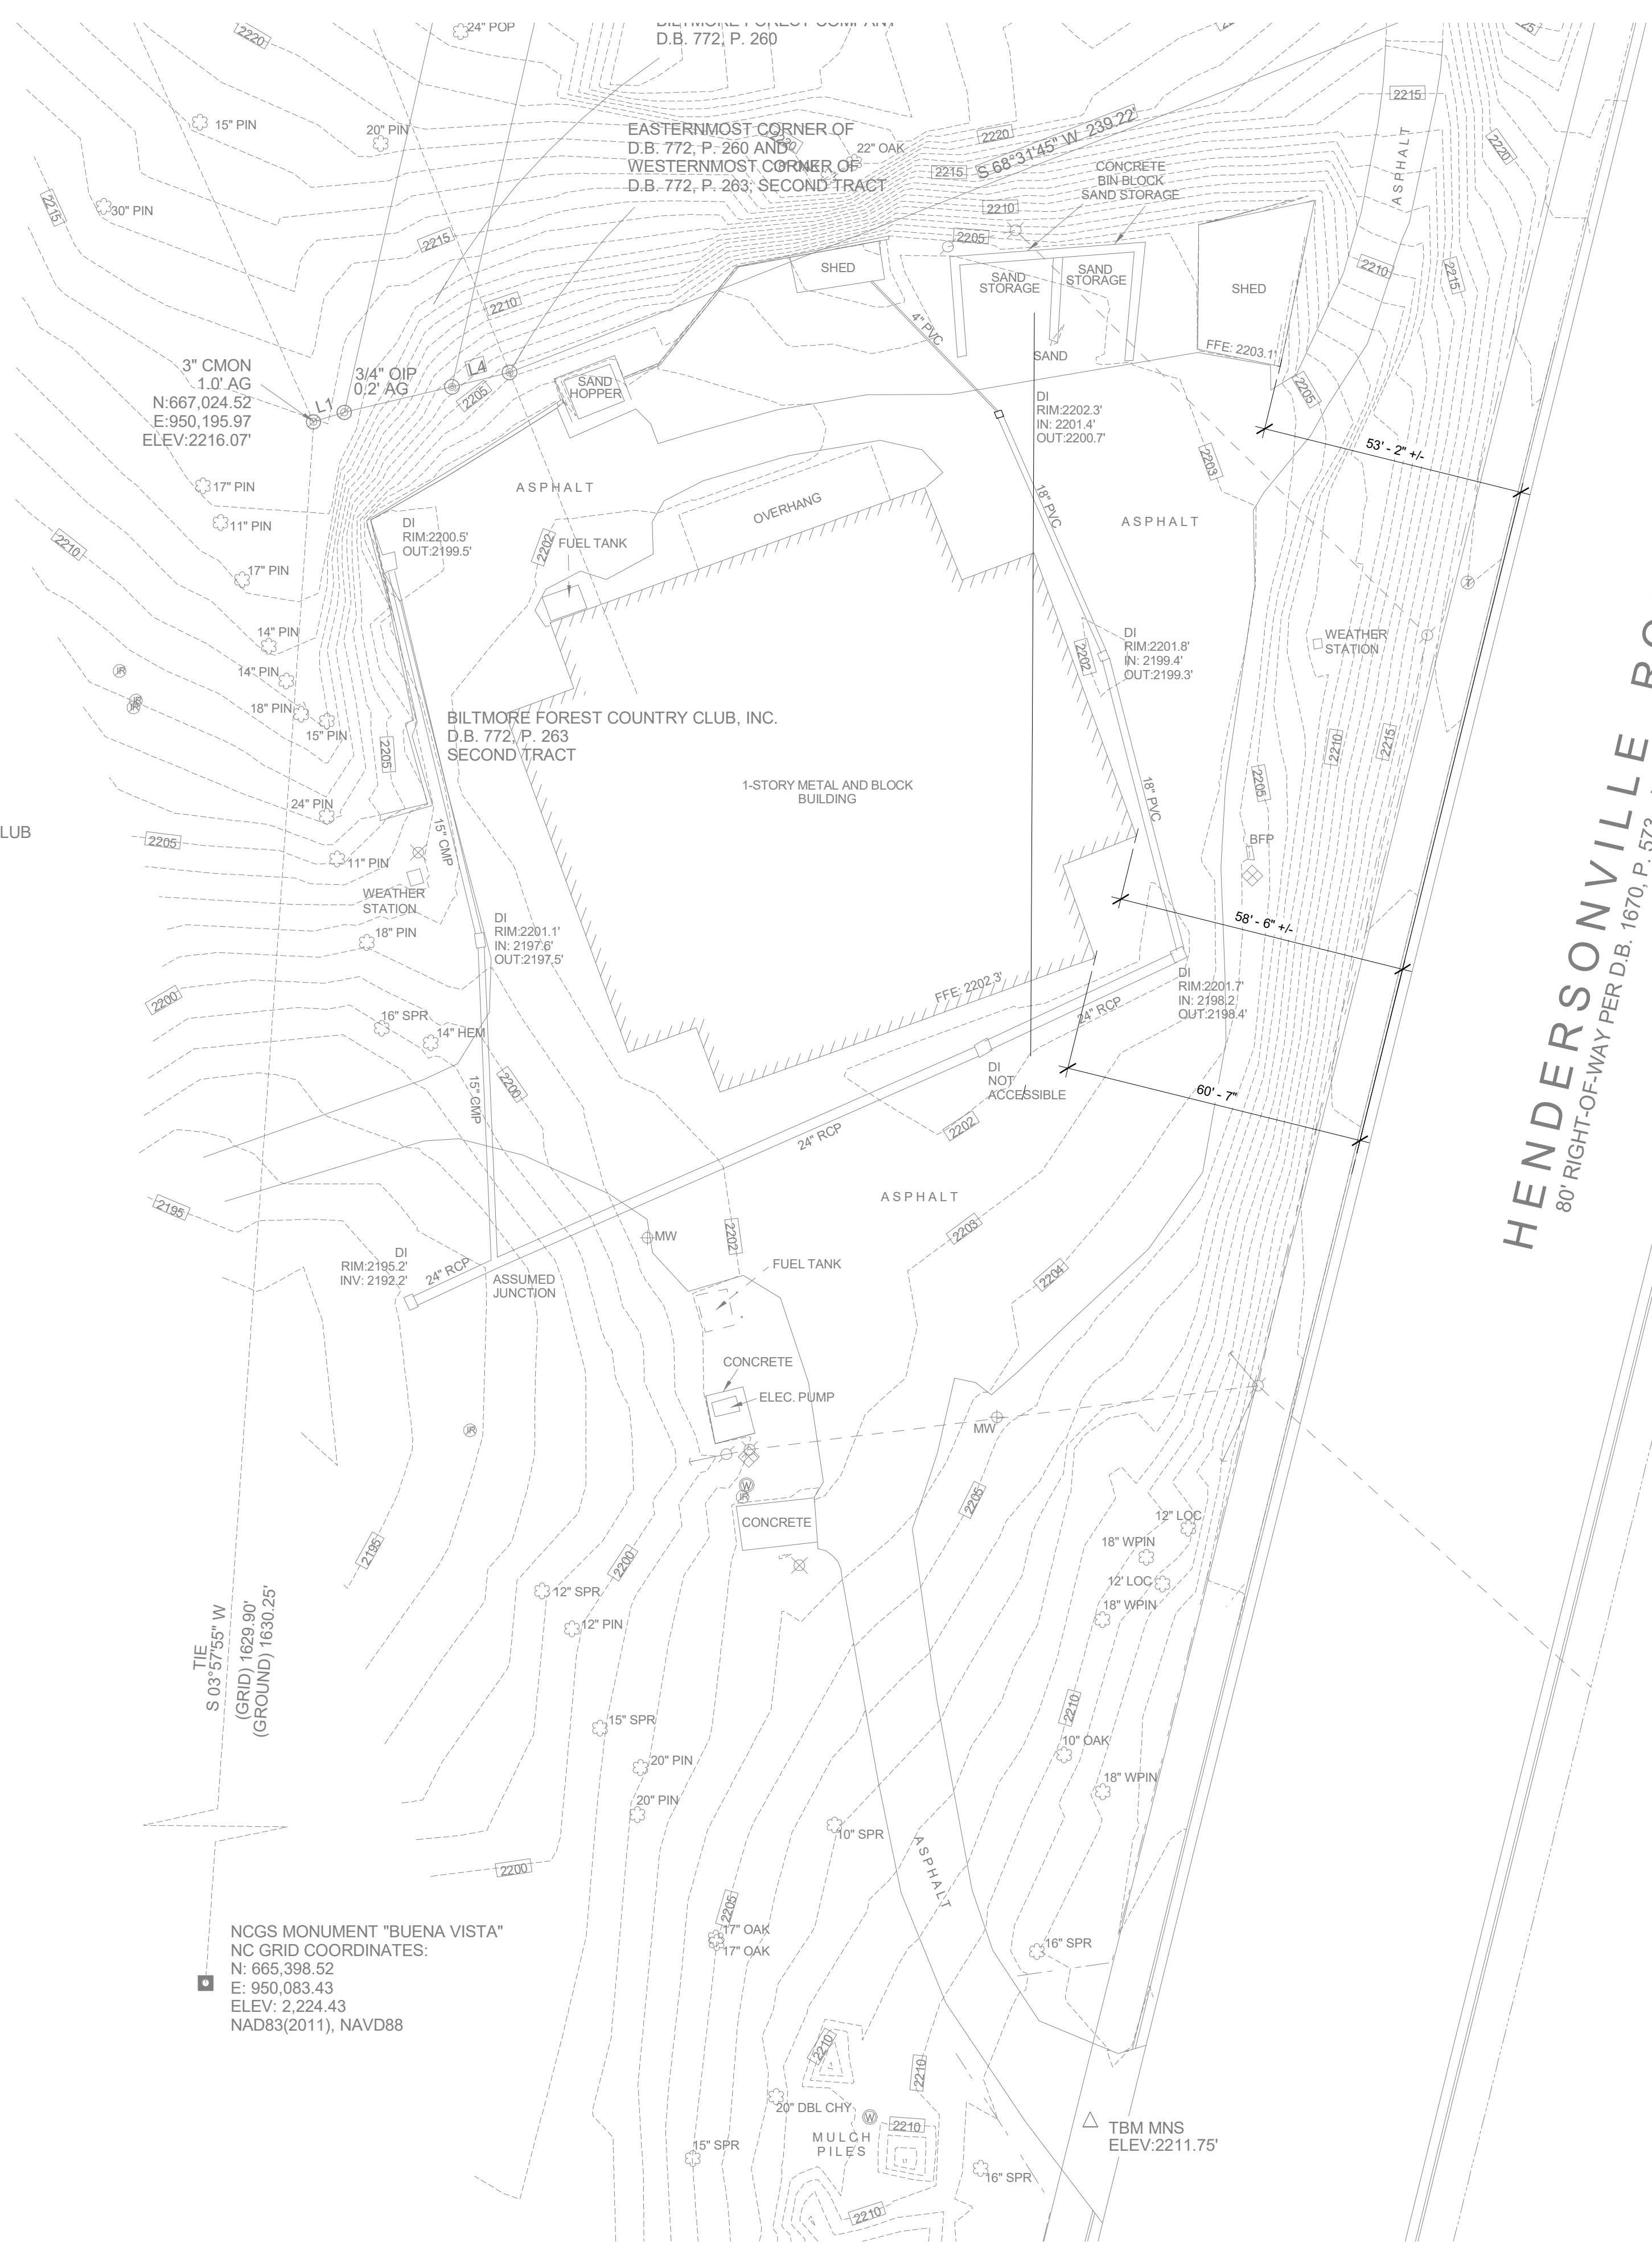 24" POP
2220
D.B. 772, P. 260
2215
2220
ASPHALT
15" PIN
20" PIN
EASTERNMOST CORNER OF
D.B. 772, P. 260 AND
WESTERNMOST CORNER OF
D.B. 772, P. 263; SECOND TRACT
22" OAK
2220
S 68°31'45" W 239.22'
2215
CONCRETE
BIN BLOCK
SAND STORAGE
2210
2205
2215
30" PIN
2215
2210
SHED
SAND
STORAGE
SAND
STORAGE
SHED
2210
2215
4" PVC
SAND
FFE: 2203.1'
2205
3" CMON
1.0' AG
N:667,024.52
E:950,195.97
ELEV:2216.07'
L1
3/4" OIP
0.2' AG
L4
2205
SAND
HOPPER
DI
RIM:2202.3'
IN: 2201.4'
OUT:2200.7'
53' - 2" +/-
2203
17" PIN
11" PIN
ASPHALT
OVERHANG
18" PVC
ASPHALT
2210
DI
RIM:2200.5'
OUT:2199.5'
2202
FUEL TANK
17" PIN
T
14" PIN
14" PIN
18" PIN
15" PIN
IR
2205
DI
RIM:2201.8'
IN: 2199.4'
OUT:2199.3'
2202
WEATHER
STATION
BILTMORE FOREST COUNTRY CLUB, INC.
D.B. 772, P. 263
SECOND TRACT
2210
2215
1-STORY METAL AND BLOCK
BUILDING
18" PVC
2205
24" PIN
LUB
2205
15" CMP
11" PIN
BFP
WEATHER
STATION
18" PIN
DI
RIM:2201.1'
IN: 2197.6'
OUT:2197.5'
58' - 6" +/-
FFE: 2202.3'
DI
RIM:2201.7'
IN: 2198.2
OUT:2198.4'
24" RCP
HENDERSONVILLE
80' RIGHT-OF-WAY PER D.B. 1670, P. 573
2200
16" SPR
14" HEM
2200
15" CMP
DI
NOT
ACCESSIBLE
60' - 7"
2202
24" RCP
ASPHALT
2195
MW
2202
2203
DI
RIM:2195.2'
INV: 2192.2'
24" RCP
ASSUMED
JUNCTION
FUEL TANK
2204
CONCRETE
ELEC. PUMP
IR
MW
W
IR
CONCRETE
2205
12" LOC
18" WPIN
12' LOC
18" WPIN
2195
2200
12" SPR
12" PIN
TIE
S 03°57'55" W
(GRID) 1629.90'
(GROUND) 1630.25'
15" SPR
2210
10" OAK
20" PIN
18" WPIN
20" PIN
10" SPR
2200
ASPHALT
2205
17" OAK
17" OAK
16" SPR
NCGS MONUMENT "BUENA VISTA"
NC GRID COORDINATES:
N: 665,398.52
E: 950,083.43
ELEV: 2,224.43
NAD83(2011), NAVD88
2210
2210
20" DBL CHY
W
2210
MULCH
PILES
TBM MNS
ELEV:2211.75'
15" SPR
16" SPR
2210